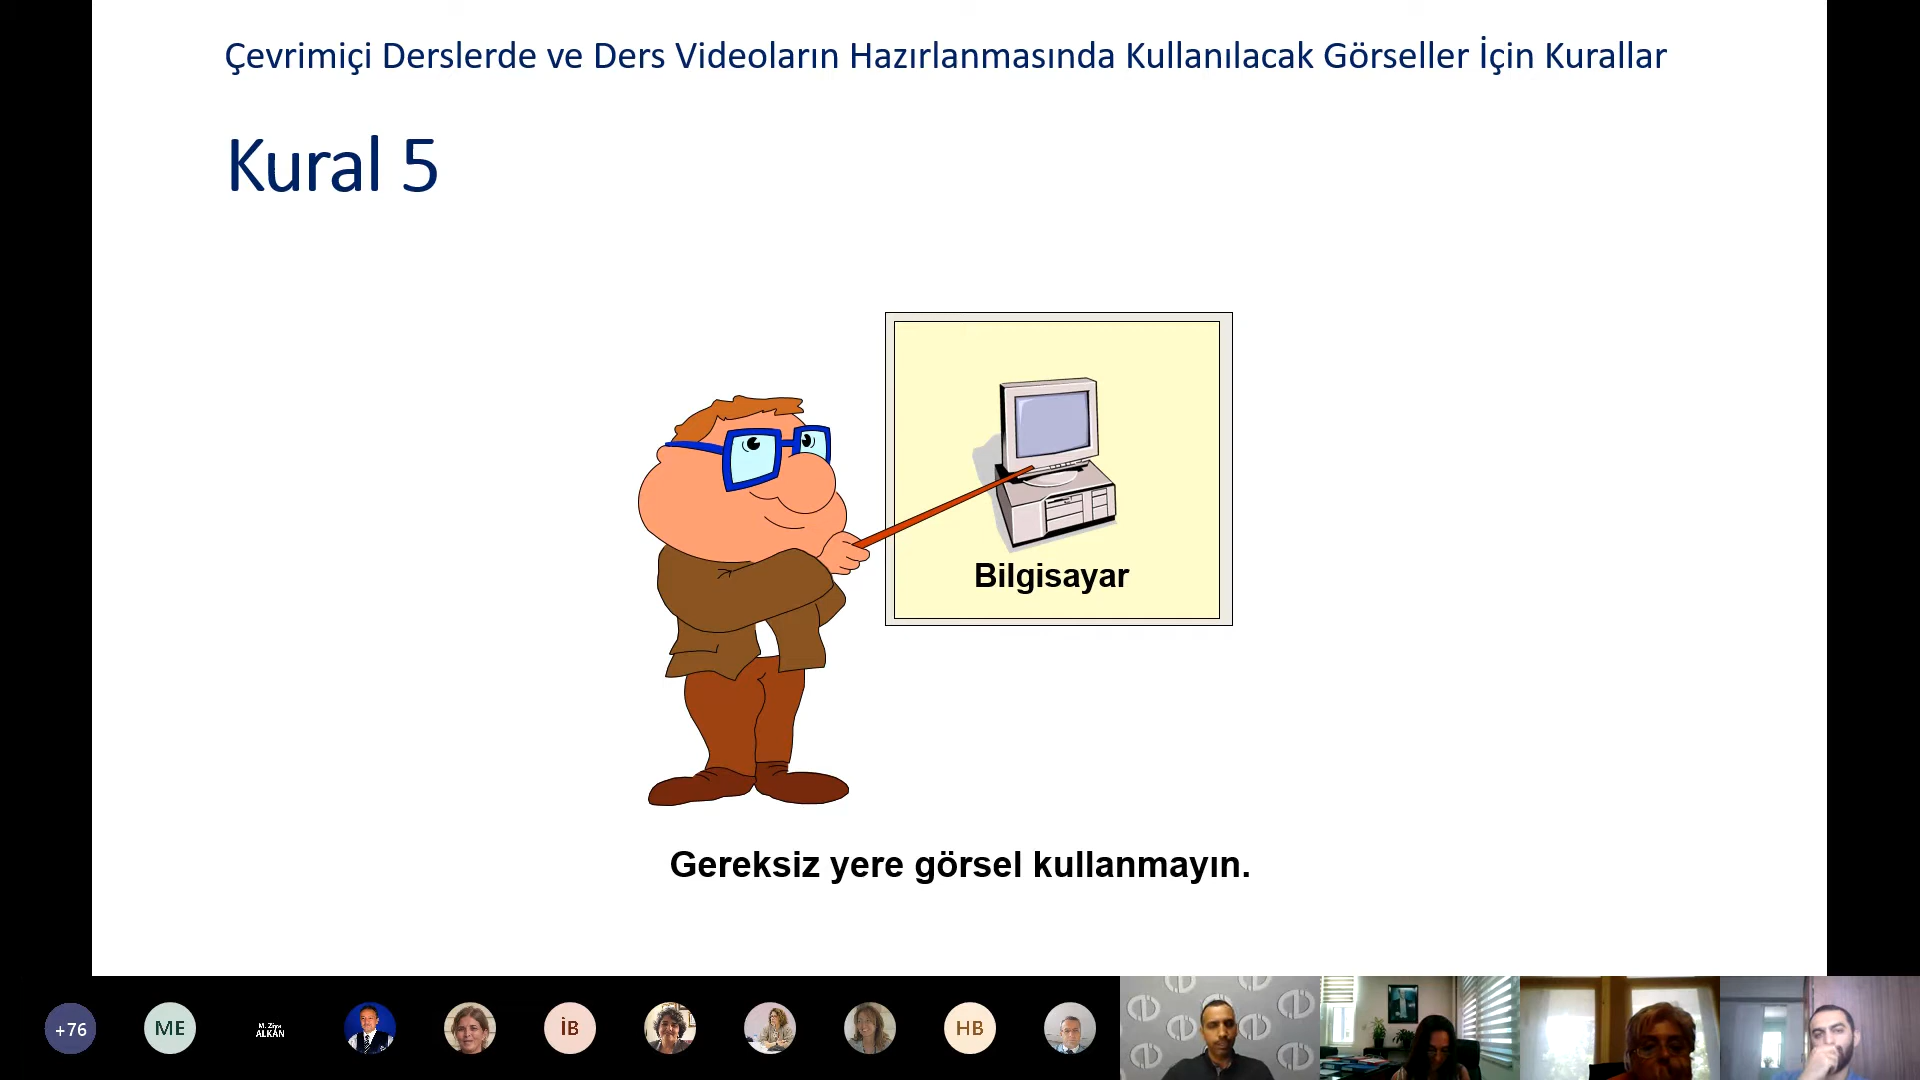 Çevrimiçi Derslerde ve Ders Videoların Hazırlanmasında Kullanılacak Görseller İçin Kurallar
Kural 5
Bilgisayar
Gereksiz yere görsel kullanmayın.
+76
ME
M. Ziya
ALKAN
İB
HB